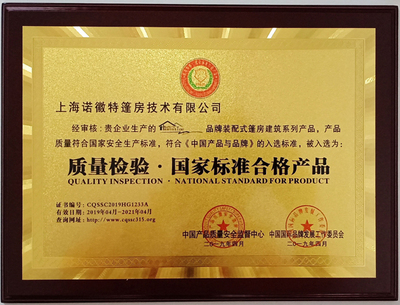 上海诺徽特篷房技术有限公司
经审核：贵企业生产的 品牌装配式篷房建筑系列产品，产品
质量符合国家安全生产标准，符合《中国产品与品牌》的入选标准，被入选为：
质量检验·国家标准合格产品
QUALITY INSPECTION · NATIONAL STANDARD FOR PRODUCT
证书编号：CQSSC2019HG1233A
有效日期：2019年04月-2021年04月
查询网址：http://www.cqssc315.org
中国产品质量安全监督中心
二〇一九年四月
中国国际品牌发展工作委员会
二〇一九年四月